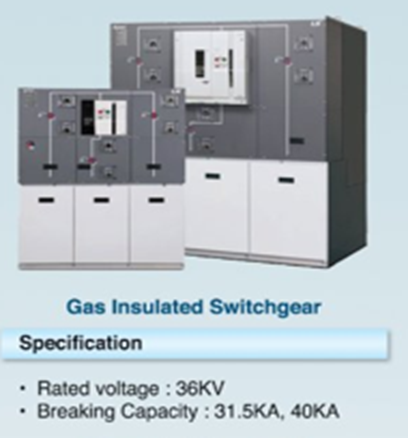 Gas Insulated Switchgear
Specification
• Rated voltage : 36KV
• Breaking Capacity : 31.5KA, 40KA